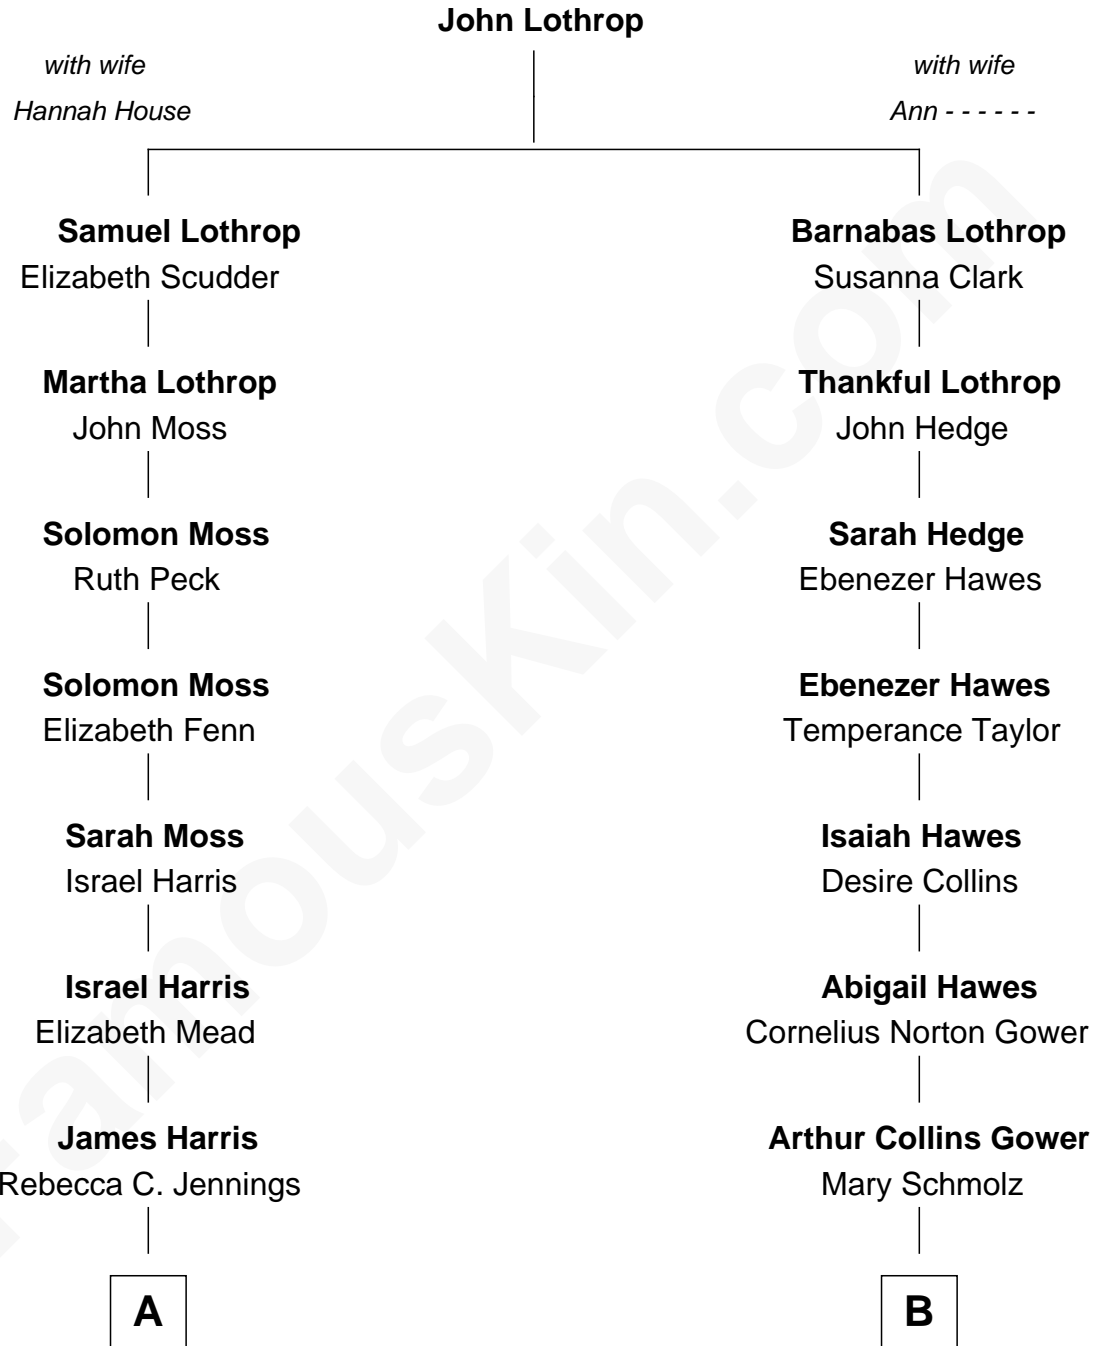 John Lothrop
with wife
Hannah House
with wife
Ann - - - - - -
Samuel Lothrop
Elizabeth Scudder
Barnabas Lothrop
Susanna Clark
Martha Lothrop
John Moss
Thankful Lothrop
John Hedge
Solomon Moss
Ruth Peck
Sarah Hedge
Ebenezer Hawes
Solomon Moss
Elizabeth Fenn
Ebenezer Hawes
Temperance Taylor
Sarah Moss
Israel Harris
Isaiah Hawes
Desire Collins
Israel Harris
Elizabeth Mead
Abigail Hawes
Cornelius Norton Gower
James Harris
Rebecca C. Jennings
Arthur Collins Gower
Mary Schmolz
A
B
FamousKin.com